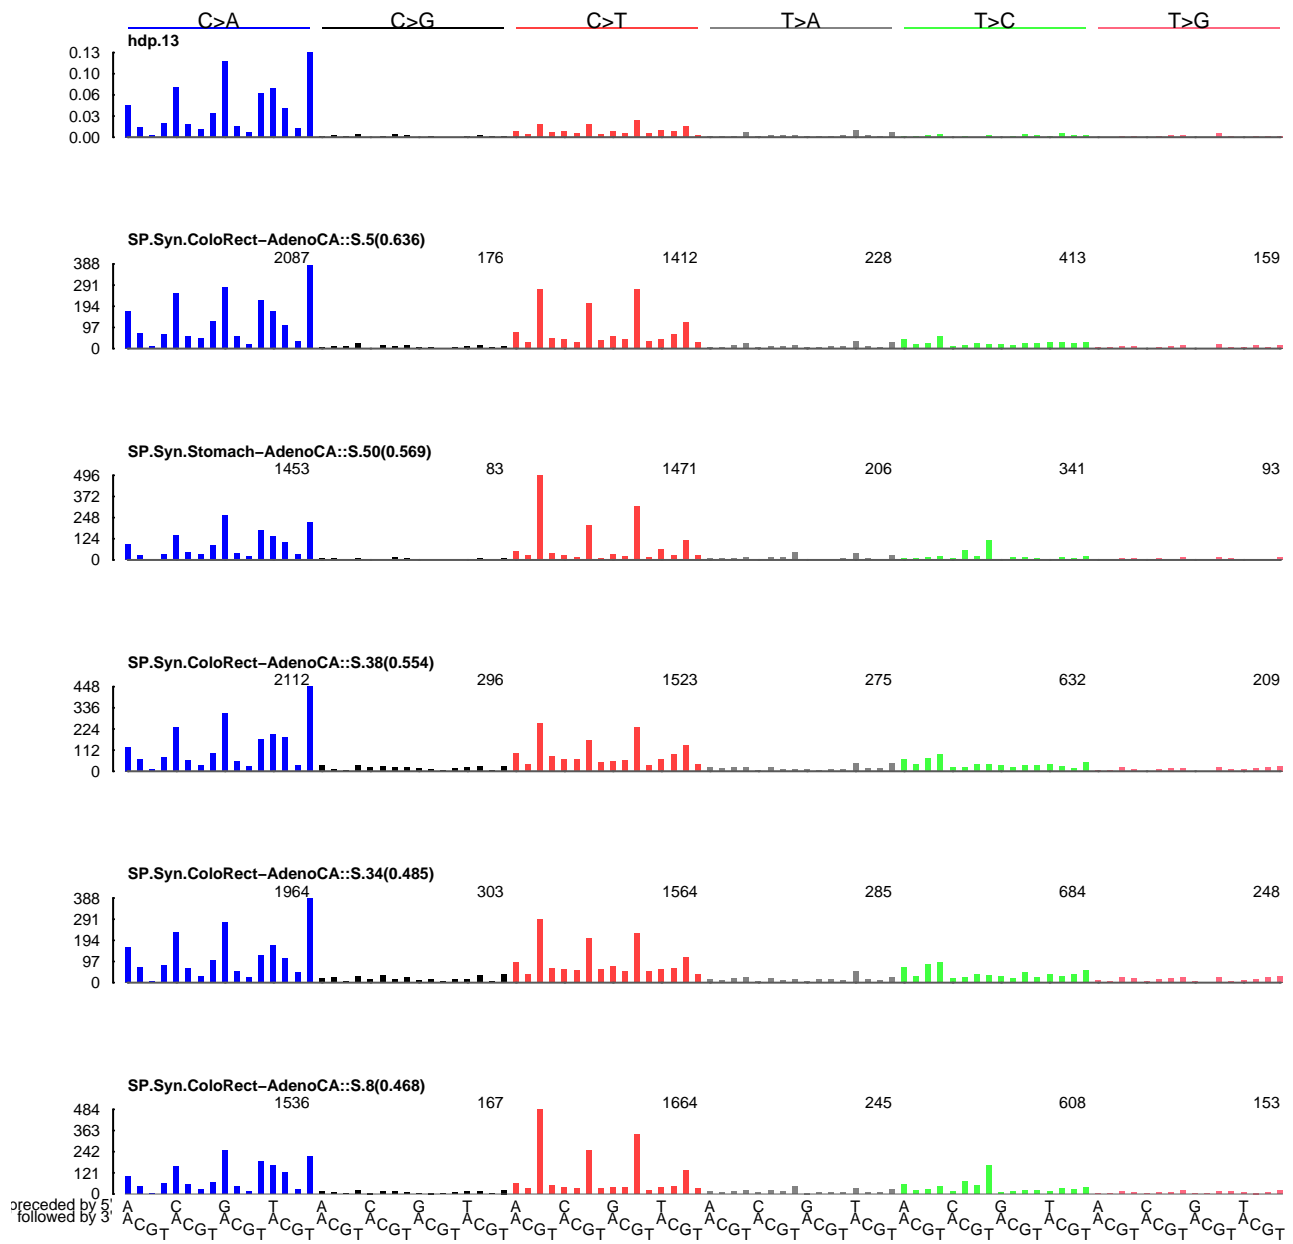 C>A C>G C>T T>A T>C T>G
hdp.13
0.13
0.10
0.06
0.03
0.00
SP.Syn.ColoRect−AdenoCA::S.5(0.636)
2087 176 1412 228 413 159
388
291
194
97
0
SP.Syn.Stomach−AdenoCA::S.50(0.569)
1453 83 1471 206 341 93
496
372
248
124
0
SP.Syn.ColoRect−AdenoCA::S.38(0.554)
2112 296 1523 275 632 209
448
336
224
112
0
SP.Syn.ColoRect−AdenoCA::S.34(0.485)
1964 303 1564 285 684 248
388
291
194
97
0
SP.Syn.ColoRect−AdenoCA::S.8(0.468)
1536 167 1664 245 608 153
484
363
242
121
0
preceded by 5' A C G T A C G T A C G T A C G T A C G T A C G T
followed by 3' A C G T A C G T A C G T A C G T A C G T A C G T A C G T A C G T A C G T A C G T A C G T A C G T A C G T A C G T A C G T A C G T A C G T A C G T A C G T A C G T A C G T A C G T A C G T A C G T